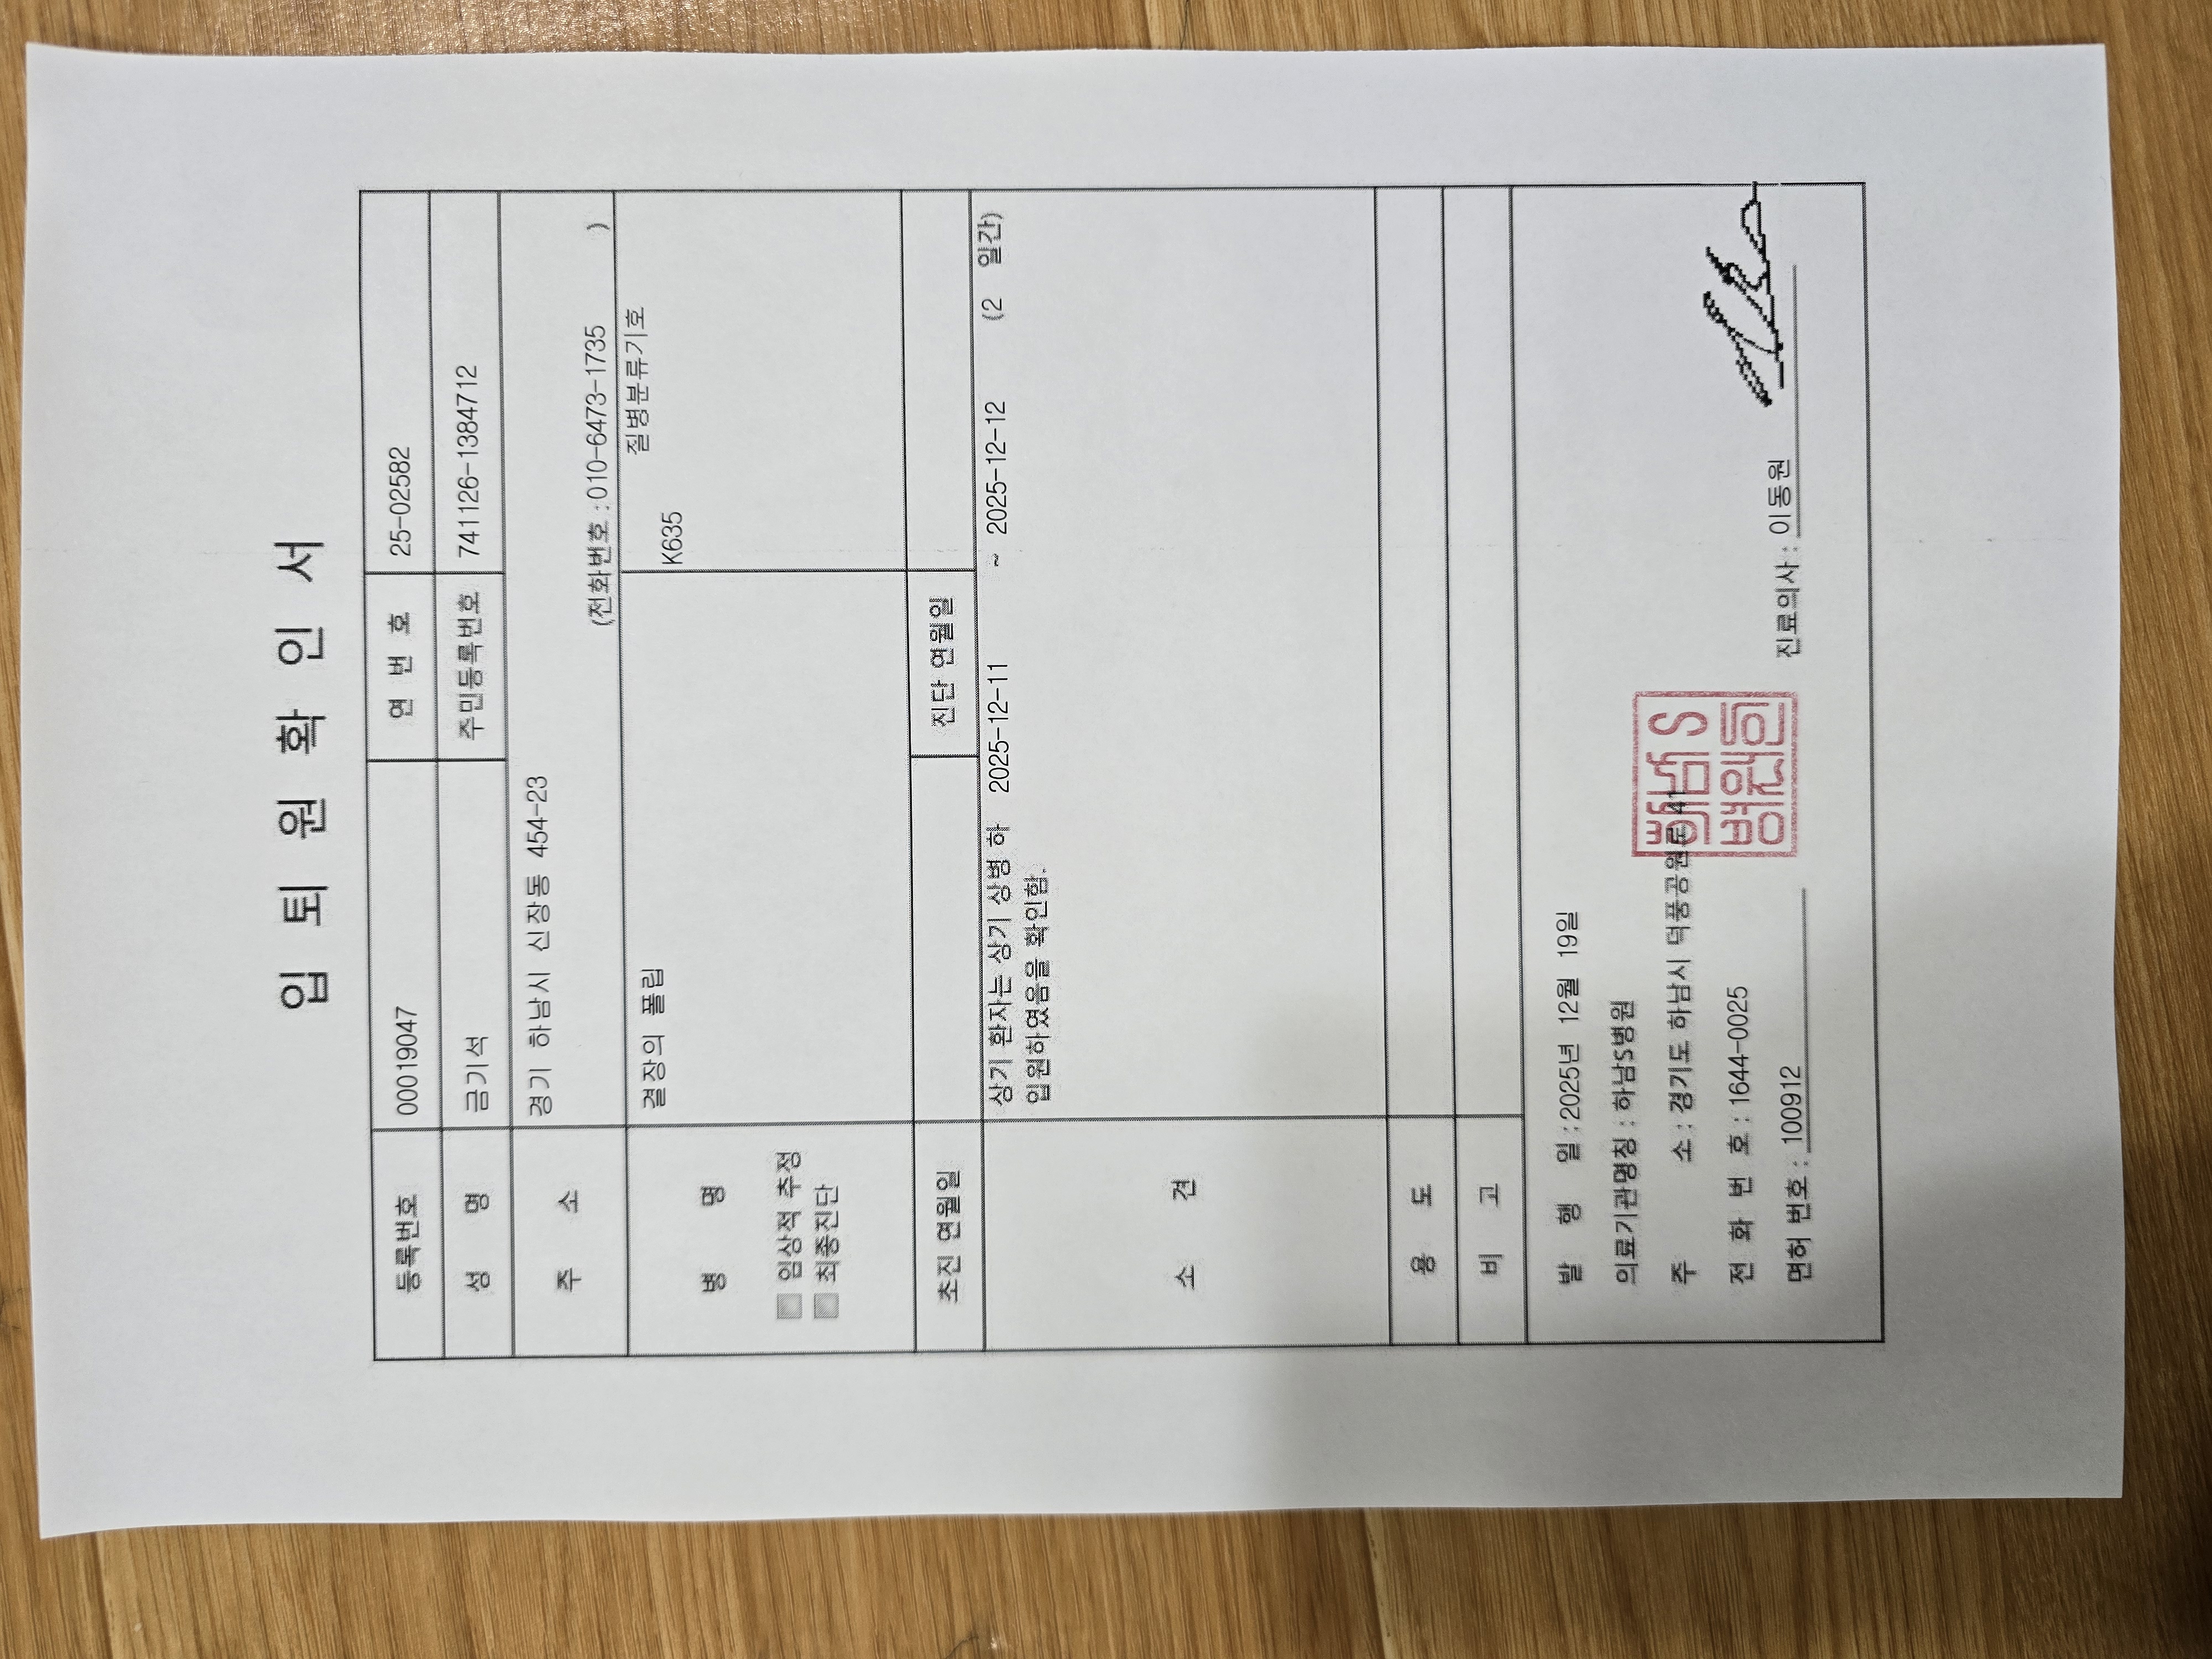 입 퇴 원 확 인 서
등록번호 00019047 연 번 호 25-02582
성 명 금기석 주민등록번호 741126-1384712
주 소 경기 하남시 신장동 454-23
(전화번호 : 010-6473-1735 )
병 명 결장의 폴립 질병분류기호
K635
임상적 추정
최종진단
초진 연월일 진단 연월일
소 견 상기 환자는 상기 상병 하 2025-12-11 ~ 2025-12-12 (2 일간)
입원하였음을 확인함.
용 도
비 고
발 행 일 : 2025년 12월 19일
의료기관명칭 : 하남S병원
주 소 : 경기도 하남시 덕풍공원로 41
전 화 번 호 : 1644-0025
면허 번호 : 100912 진료의사 : 이동원
하남S
병원인